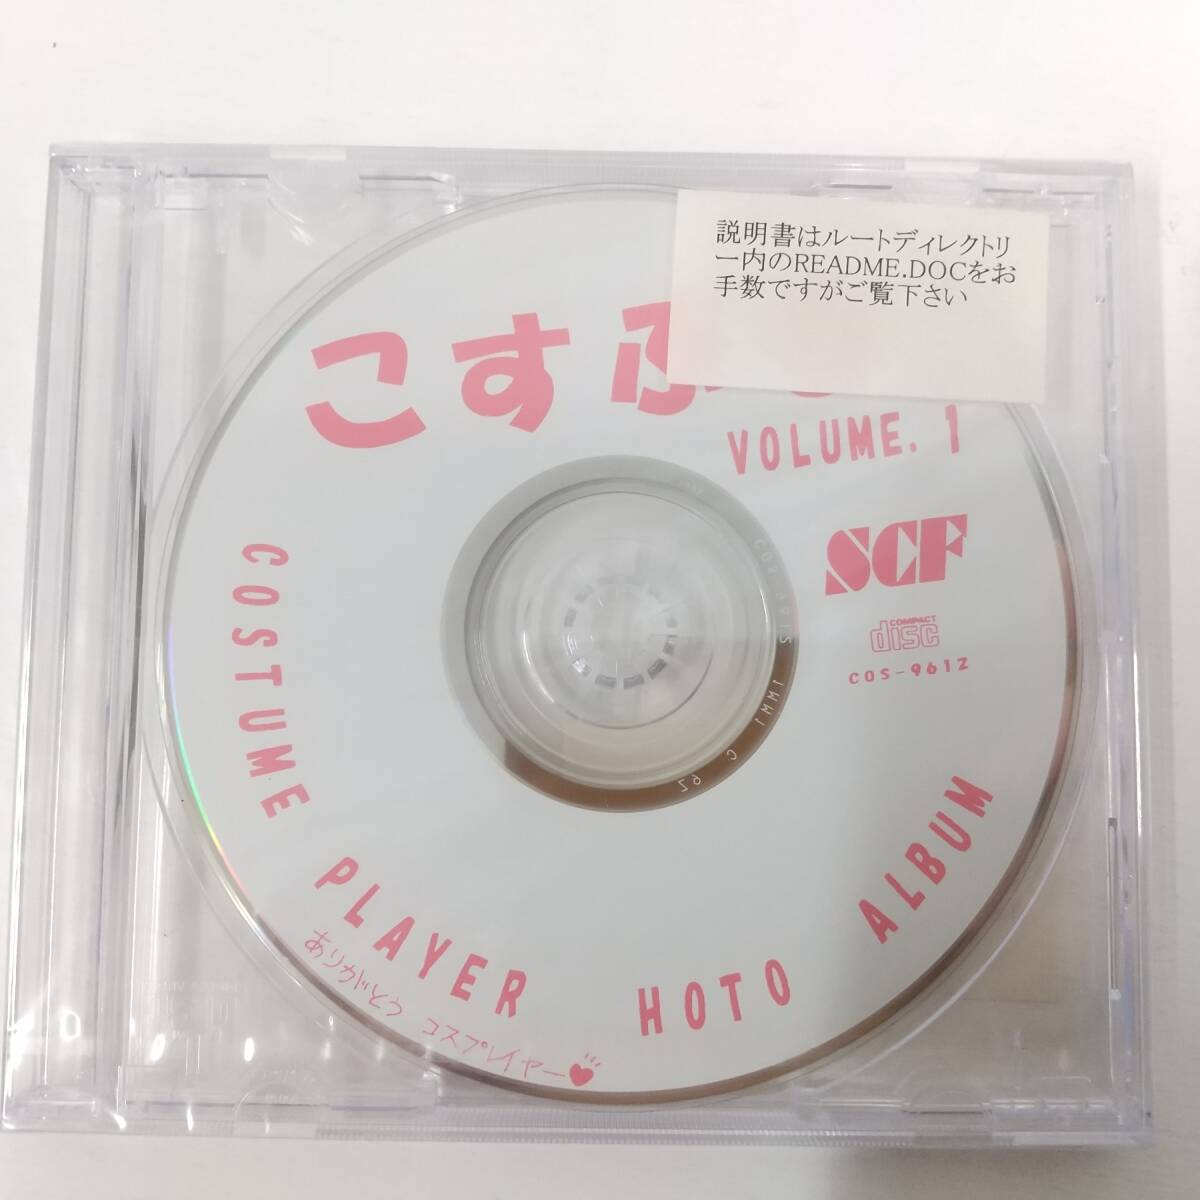 説明書はルートディレクトリ
ー内のREADME.DOCをお
手数ですがご覧下さい
こすぷ
VOLUME. 1
SCF
COMPACT
disc
COS-961Z
COSTUME PLAYER HOTO ALBUM
ありがとう コスプレイヤー